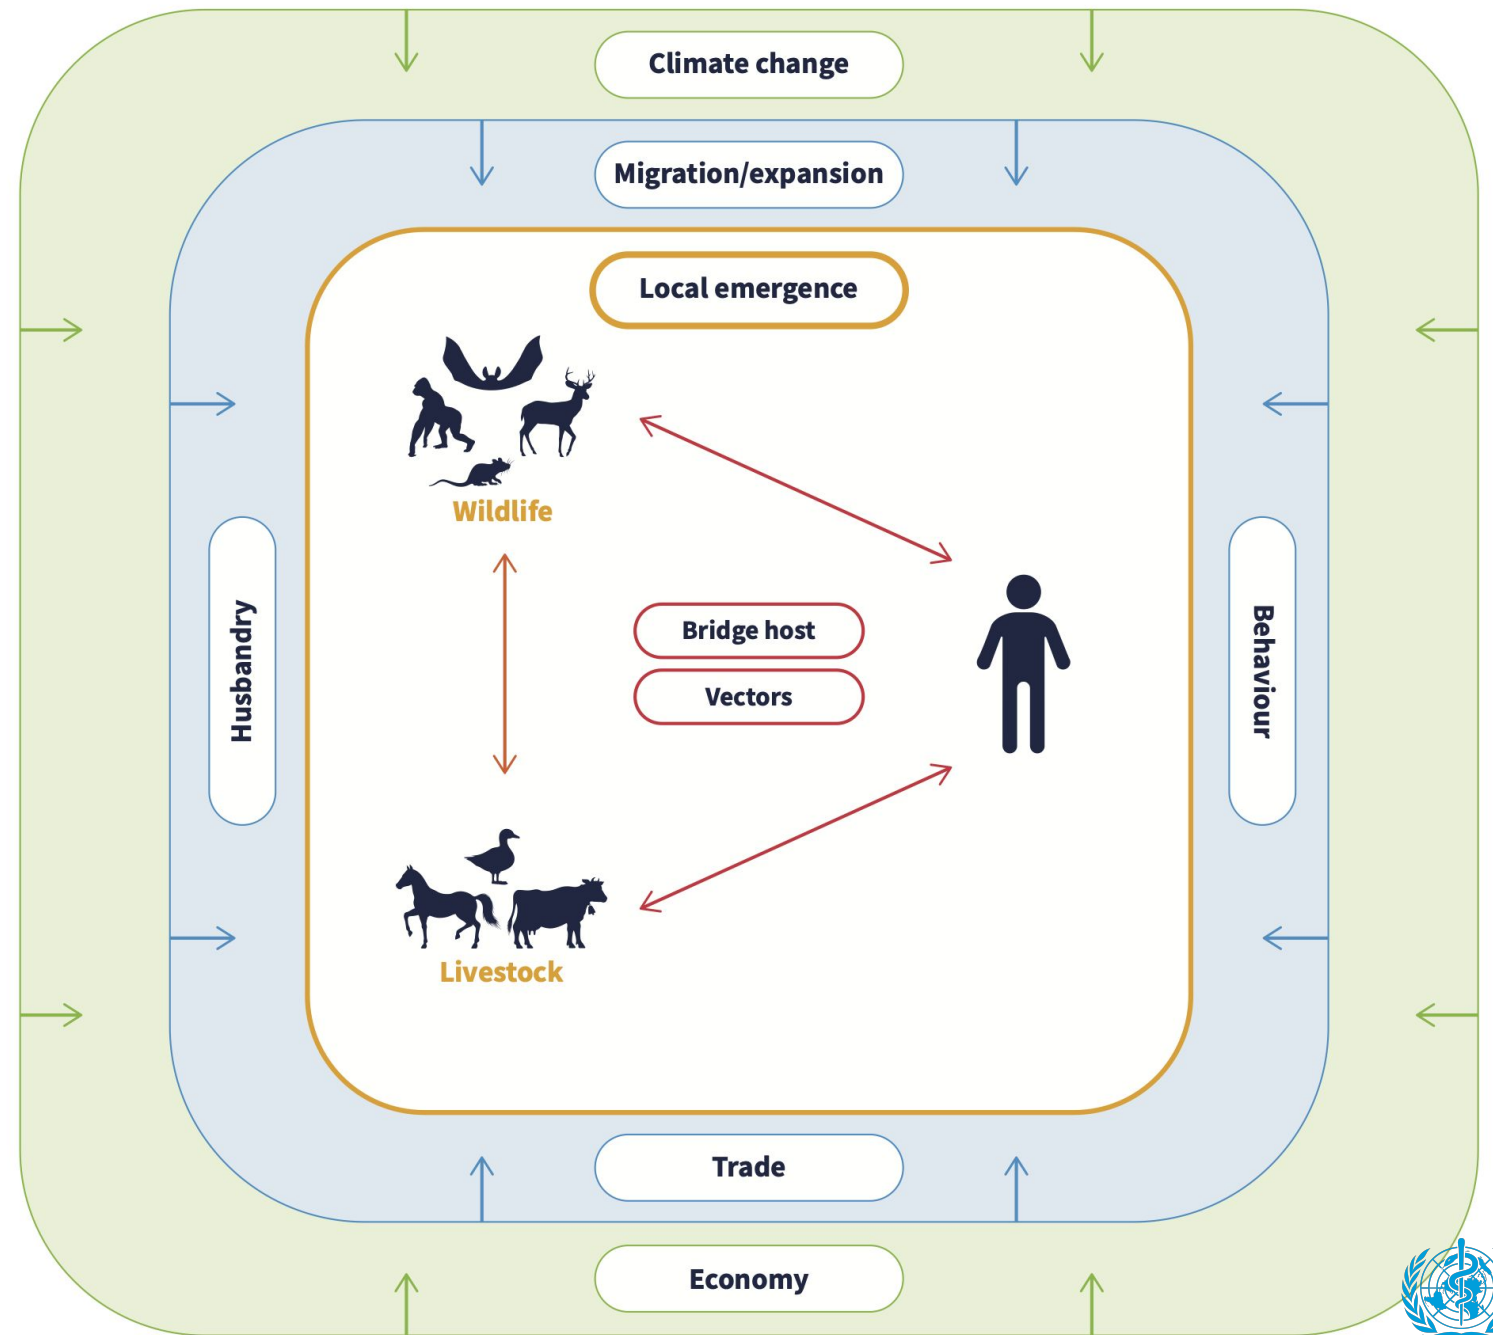 Climate change
Migration/expansion
Local emergence
Wildlife
Bridge host
Vectors
Husbandry
Behaviour
Livestock
Trade
Economy